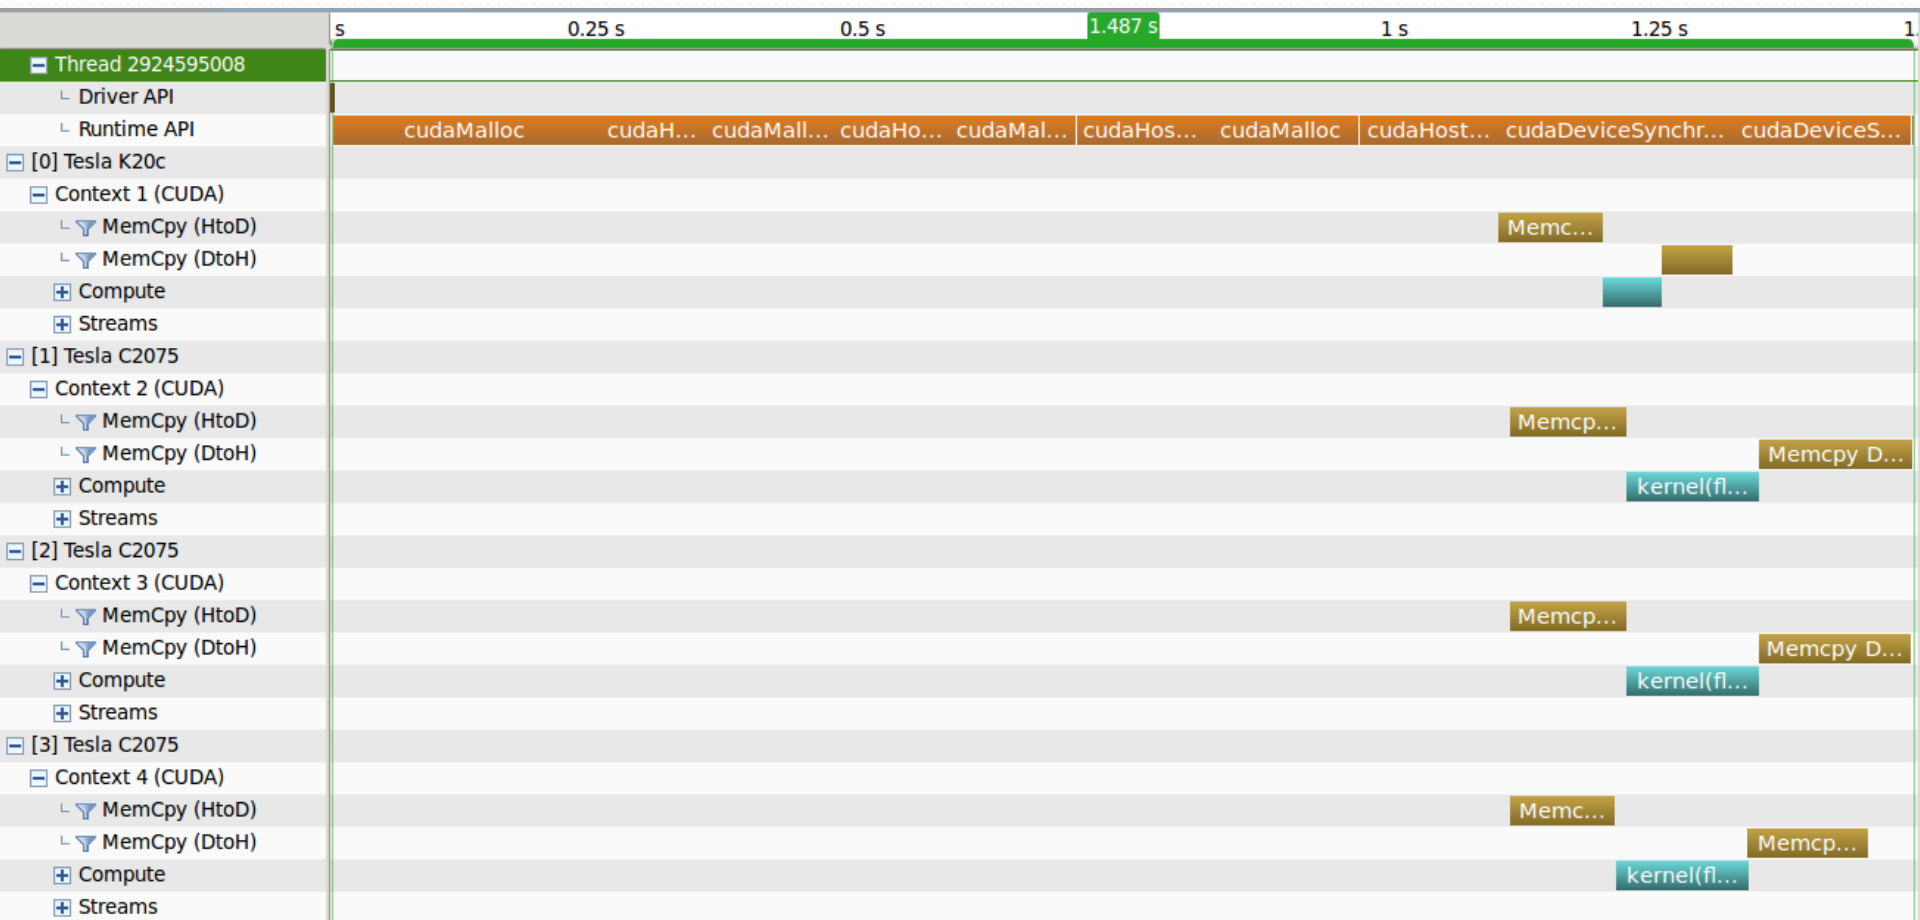 s 0.25 s 0.5 s 1.487 s 1 s 1.25 s 1.
Thread 2924595008
Driver API
Runtime API cudaMalloc cudaH... cudaMall... cudaHo... cudaMal... cudaHos... cudaMalloc cudaHost... cudaDeviceSynchr... cudaDeviceS...
[0] Tesla K20c
Context 1 (CUDA)
MemCpy (HtoD) Memc...
MemCpy (DtoH)
Compute
Streams
[1] Tesla C2075
Context 2 (CUDA)
MemCpy (HtoD) Memcp...
MemCpy (DtoH) Memcpy D...
Compute kernel(fl...
Streams
[2] Tesla C2075
Context 3 (CUDA)
MemCpy (HtoD) Memcp...
MemCpy (DtoH) Memcpy D...
Compute kernel(fl...
Streams
[3] Tesla C2075
Context 4 (CUDA)
MemCpy (HtoD) Memc...
MemCpy (DtoH) Memcp...
Compute kernel(fl...
Streams